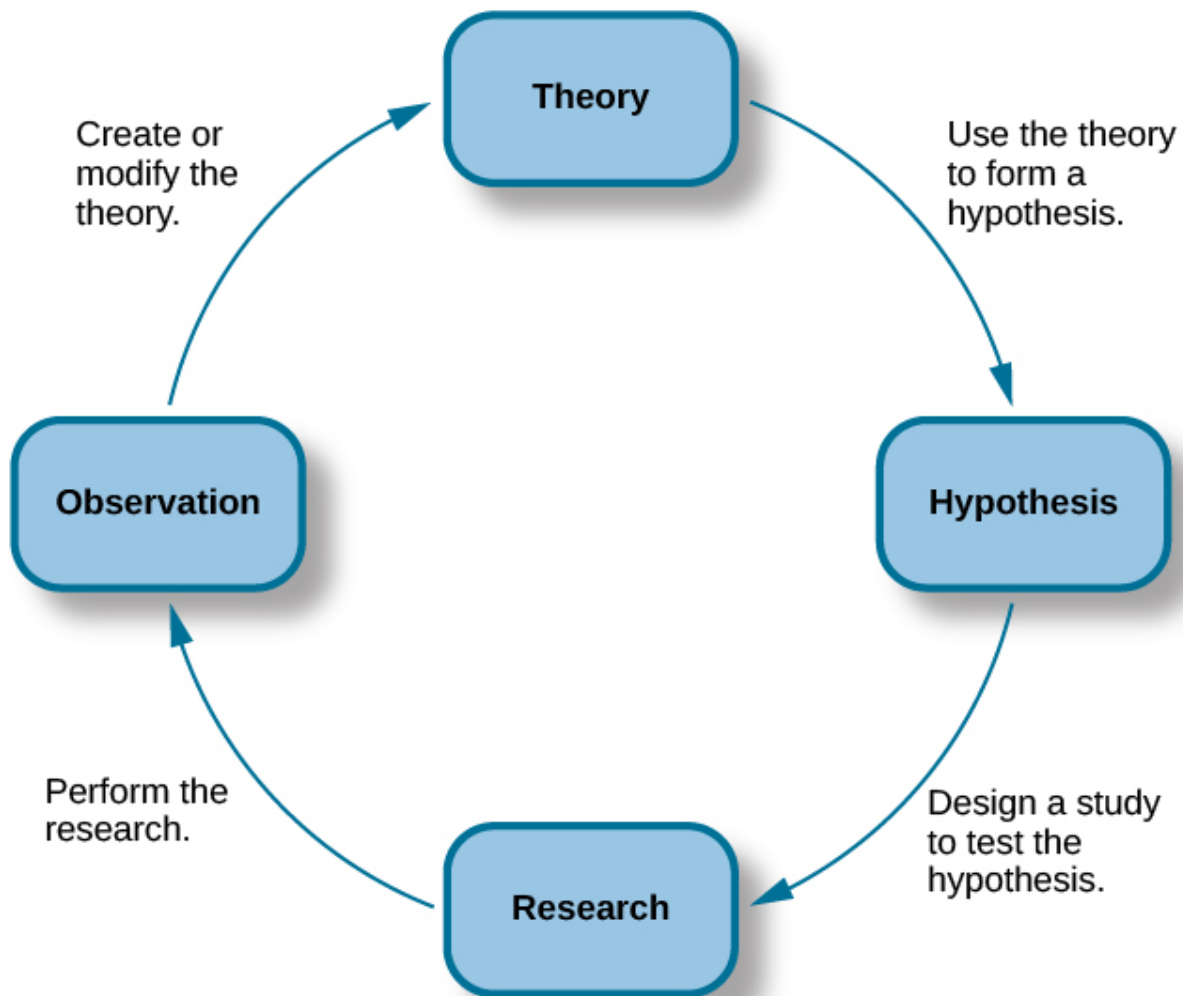 Theory
Create or
modify the
theory.
Use the theory
to form a
hypothesis.
Observation
Hypothesis
Perform the
research.
Design a study
to test the
hypothesis.
Research